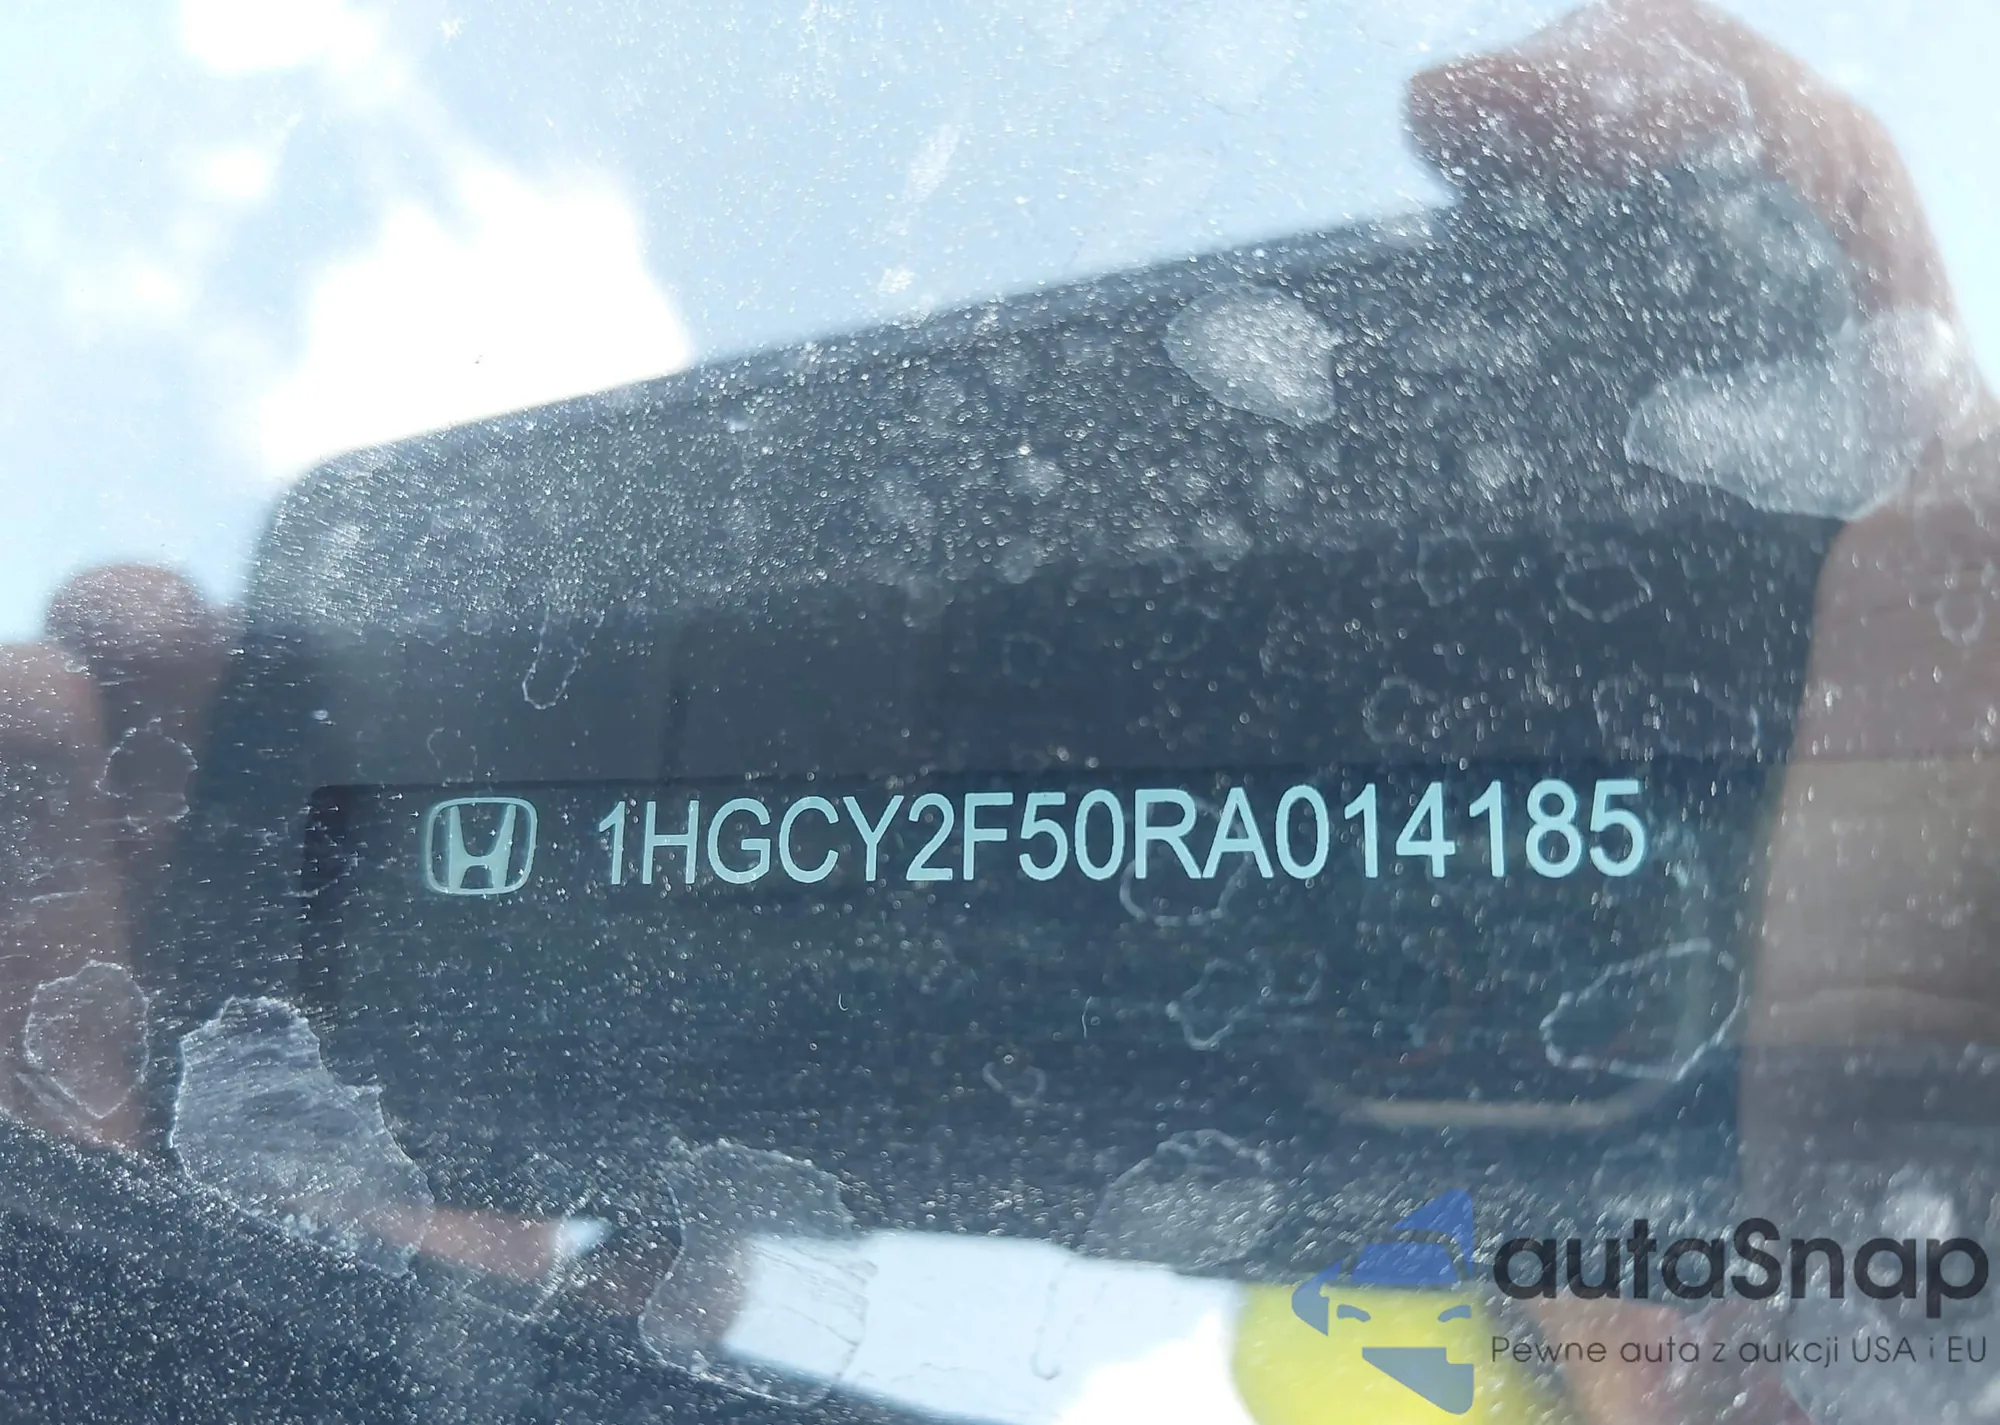 1HGCY2F50RA014185
autaSnap
Pewne auta z aukcji USA i EU